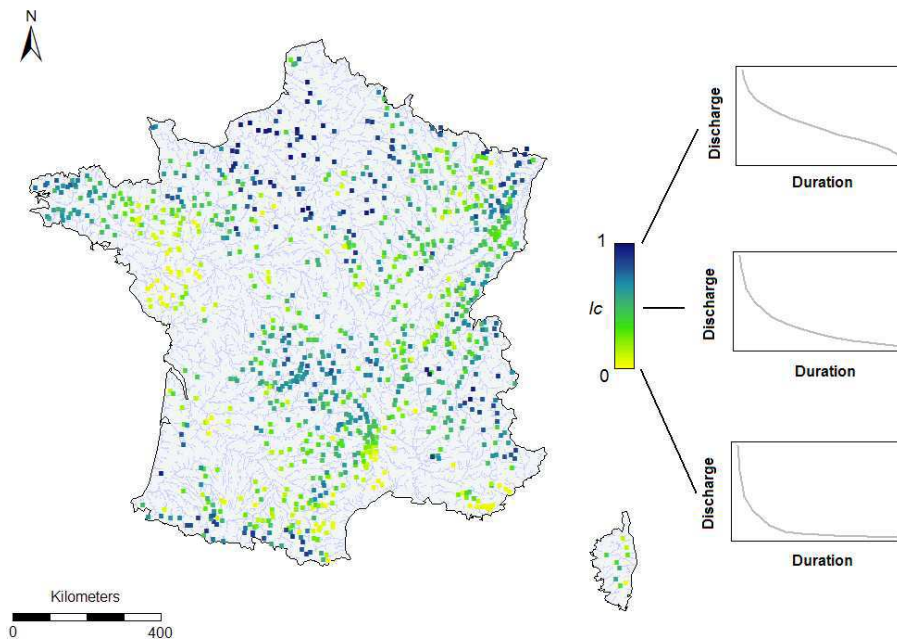 N
Discharge
Duration
1
Ic
0
Discharge
Duration
Discharge
Duration
Kilometers
0 400